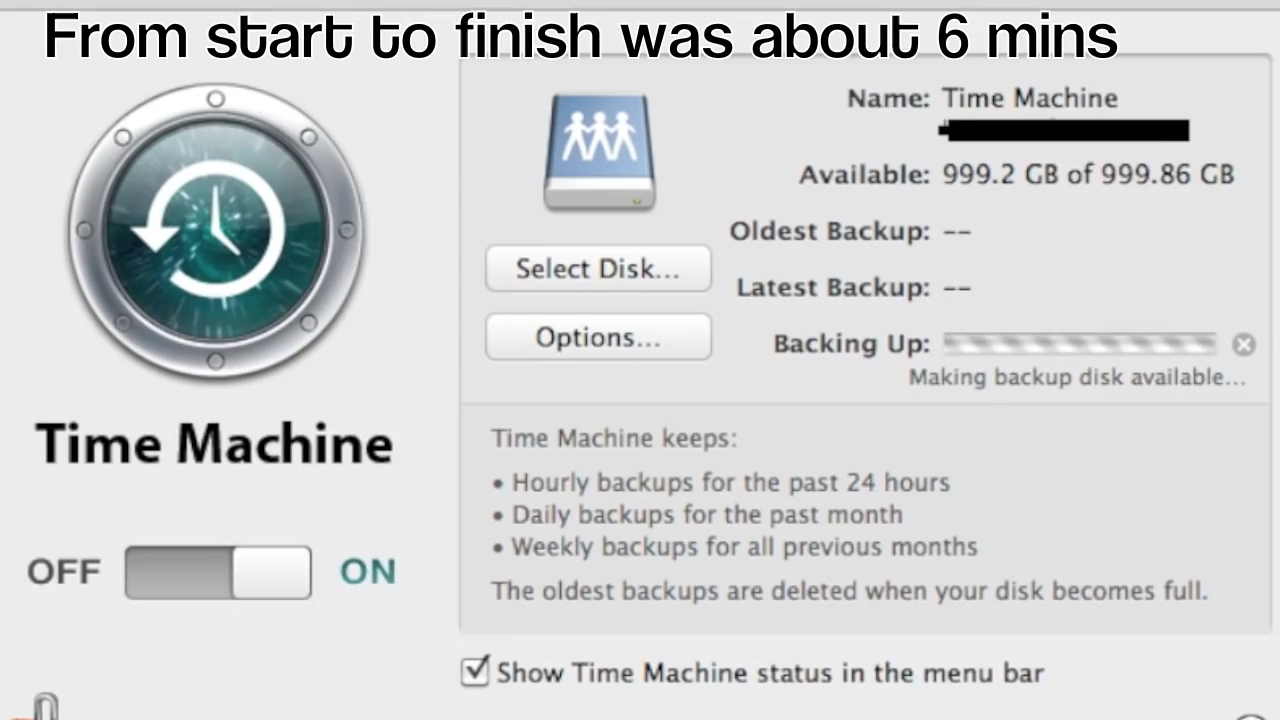 From start to finish was about 6 mins
Name: Time Machine
Available: 999.2 GB of 999.86 GB
Select Disk...
Oldest Backup: --
Options...
Latest Backup: --
Backing Up:
Making backup disk available...
Time Machine
Time Machine keeps:
• Hourly backups for the past 24 hours
• Daily backups for the past month
• Weekly backups for all previous months
The oldest backups are deleted when your disk becomes full.
OFF ON
Show Time Machine status in the menu bar